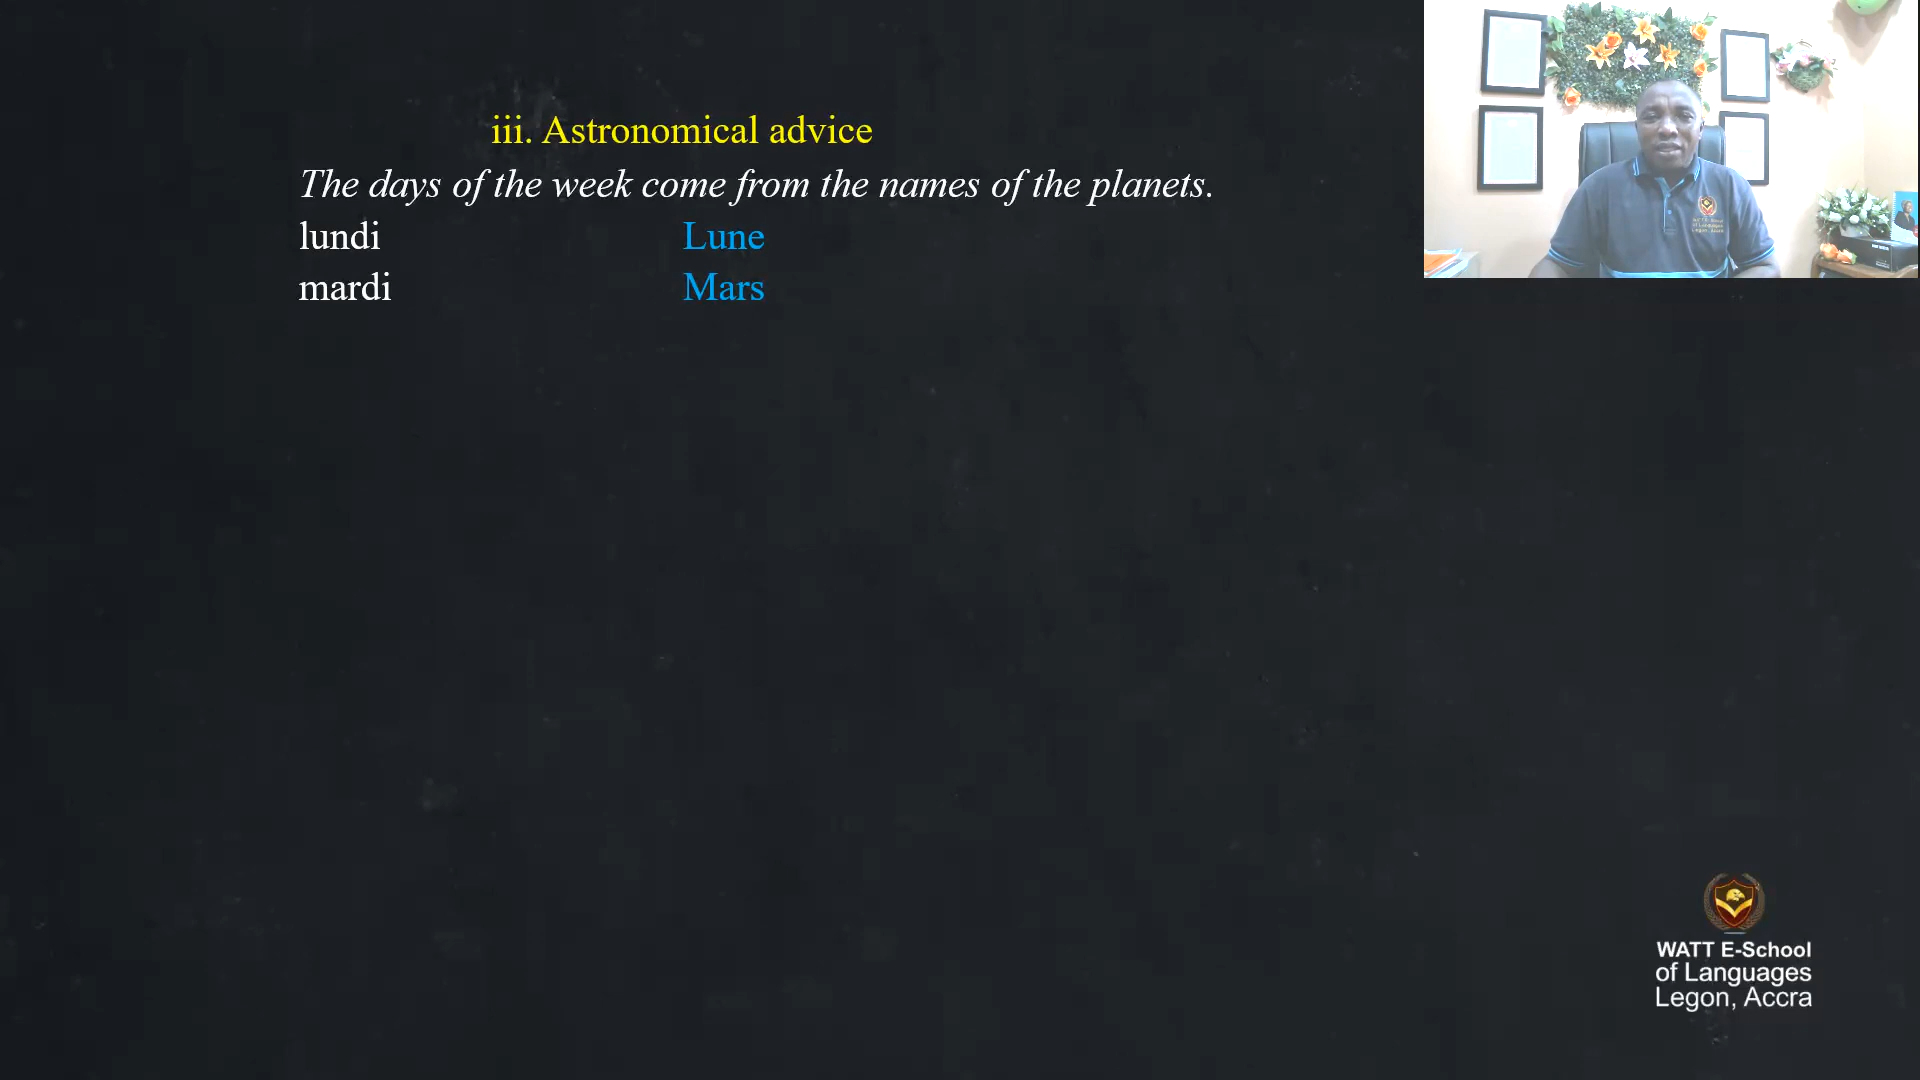 iii. Astronomical advice
The days of the week come from the names of the planets.
lundi Lune
mardi Mars
WATT E-School
of Languages
Legon, Accra